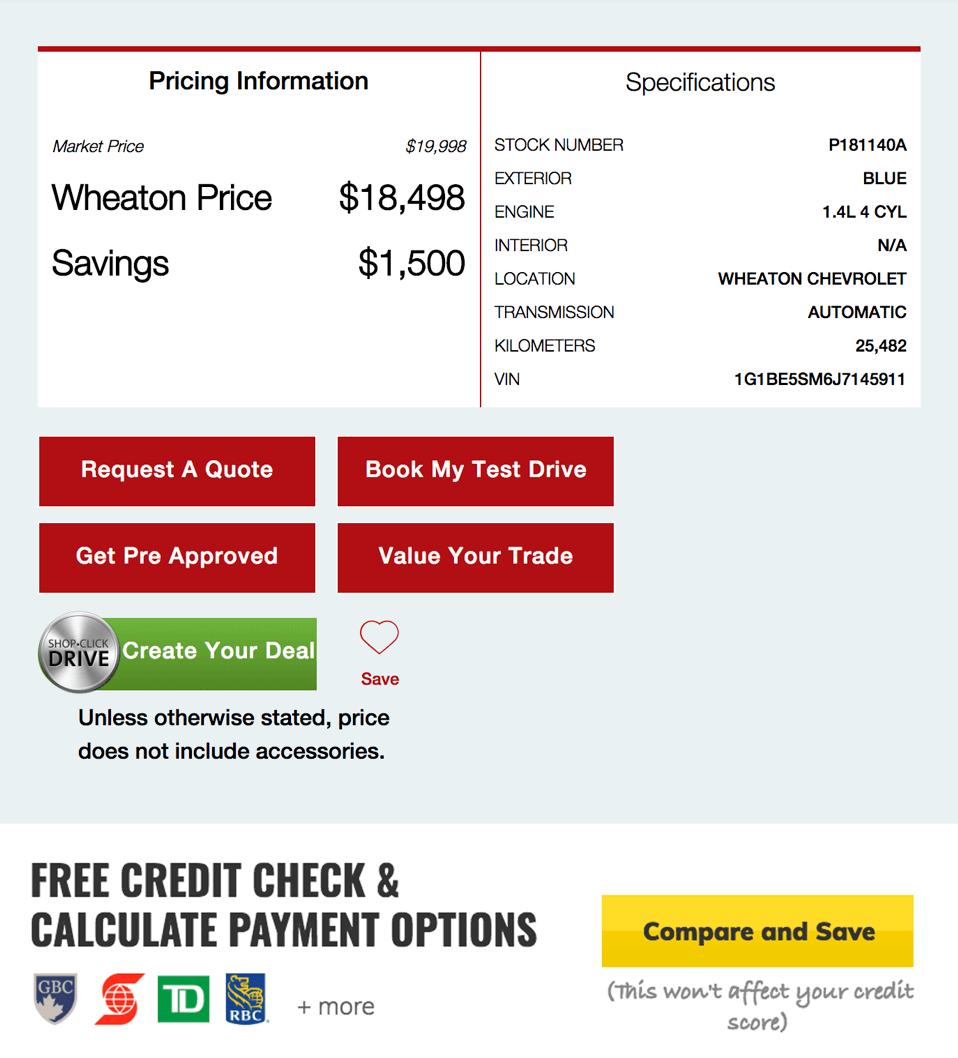 Pricing Information
Market Price $19,998
Wheaton Price $18,498
Savings $1,500
Specifications
STOCK NUMBER P181140A
EXTERIOR BLUE
ENGINE 1.4L 4 CYL
INTERIOR N/A
LOCATION WHEATON CHEVROLET
TRANSMISSION AUTOMATIC
KILOMETERS 25,482
VIN 1G1BE5SM6J7145911
Request A Quote
Book My Test Drive
Get Pre Approved
Value Your Trade
SHOP•CLICK
DRIVE
Create Your Deal
Save
Unless otherwise stated, price
does not include accessories.
FREE CREDIT CHECK &
CALCULATE PAYMENT OPTIONS
GBC
TD
RBC
+ more
Compare and Save
(This won't affect your credit
score)